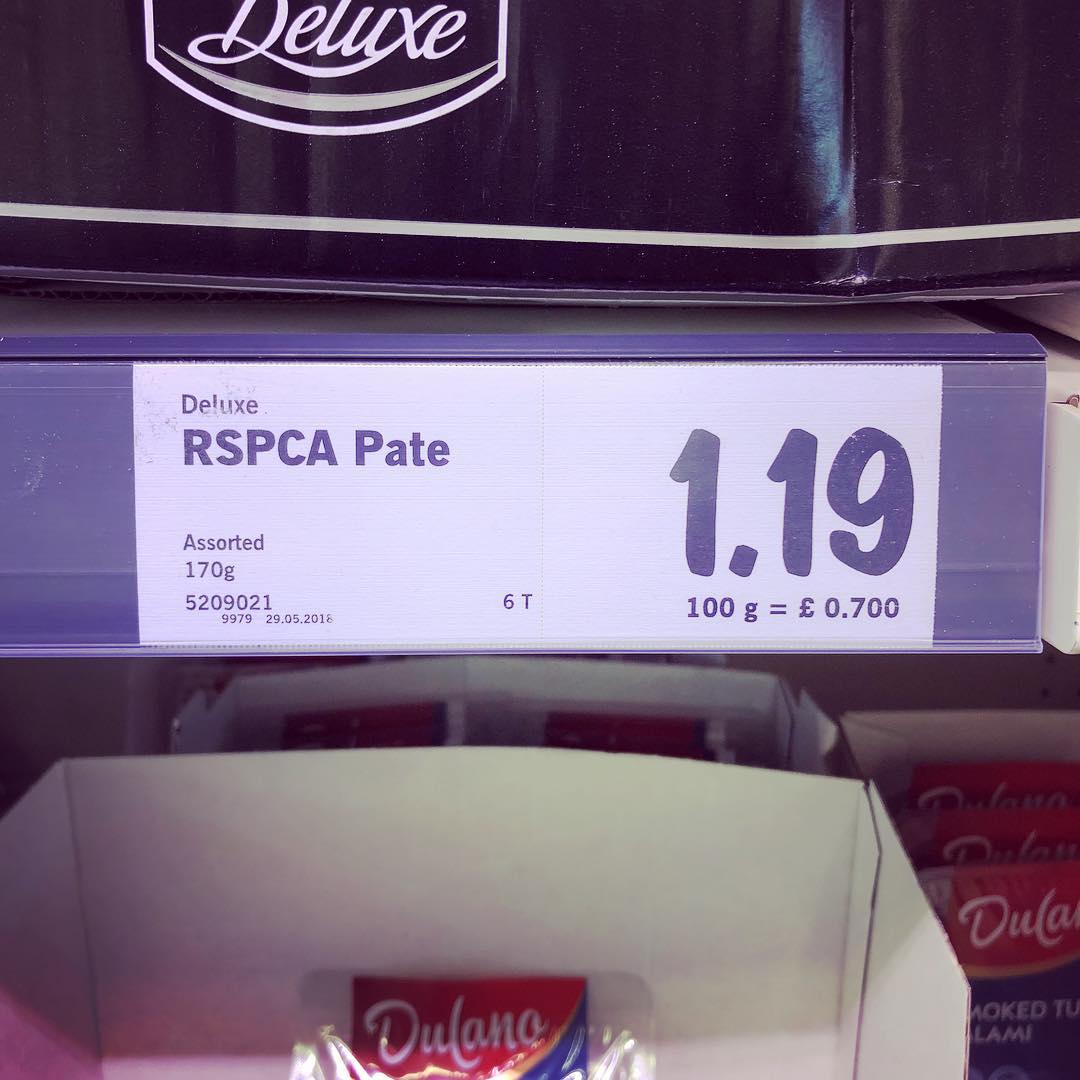 Deluxe
Deluxe
RSPCA Pate
1.19
Assorted
170g
5209021
6 T
100 g = £ 0.700
9979 29.05.2018
Dulano
Dulano
Dulano
MOKED TU
LAMI
Dulano